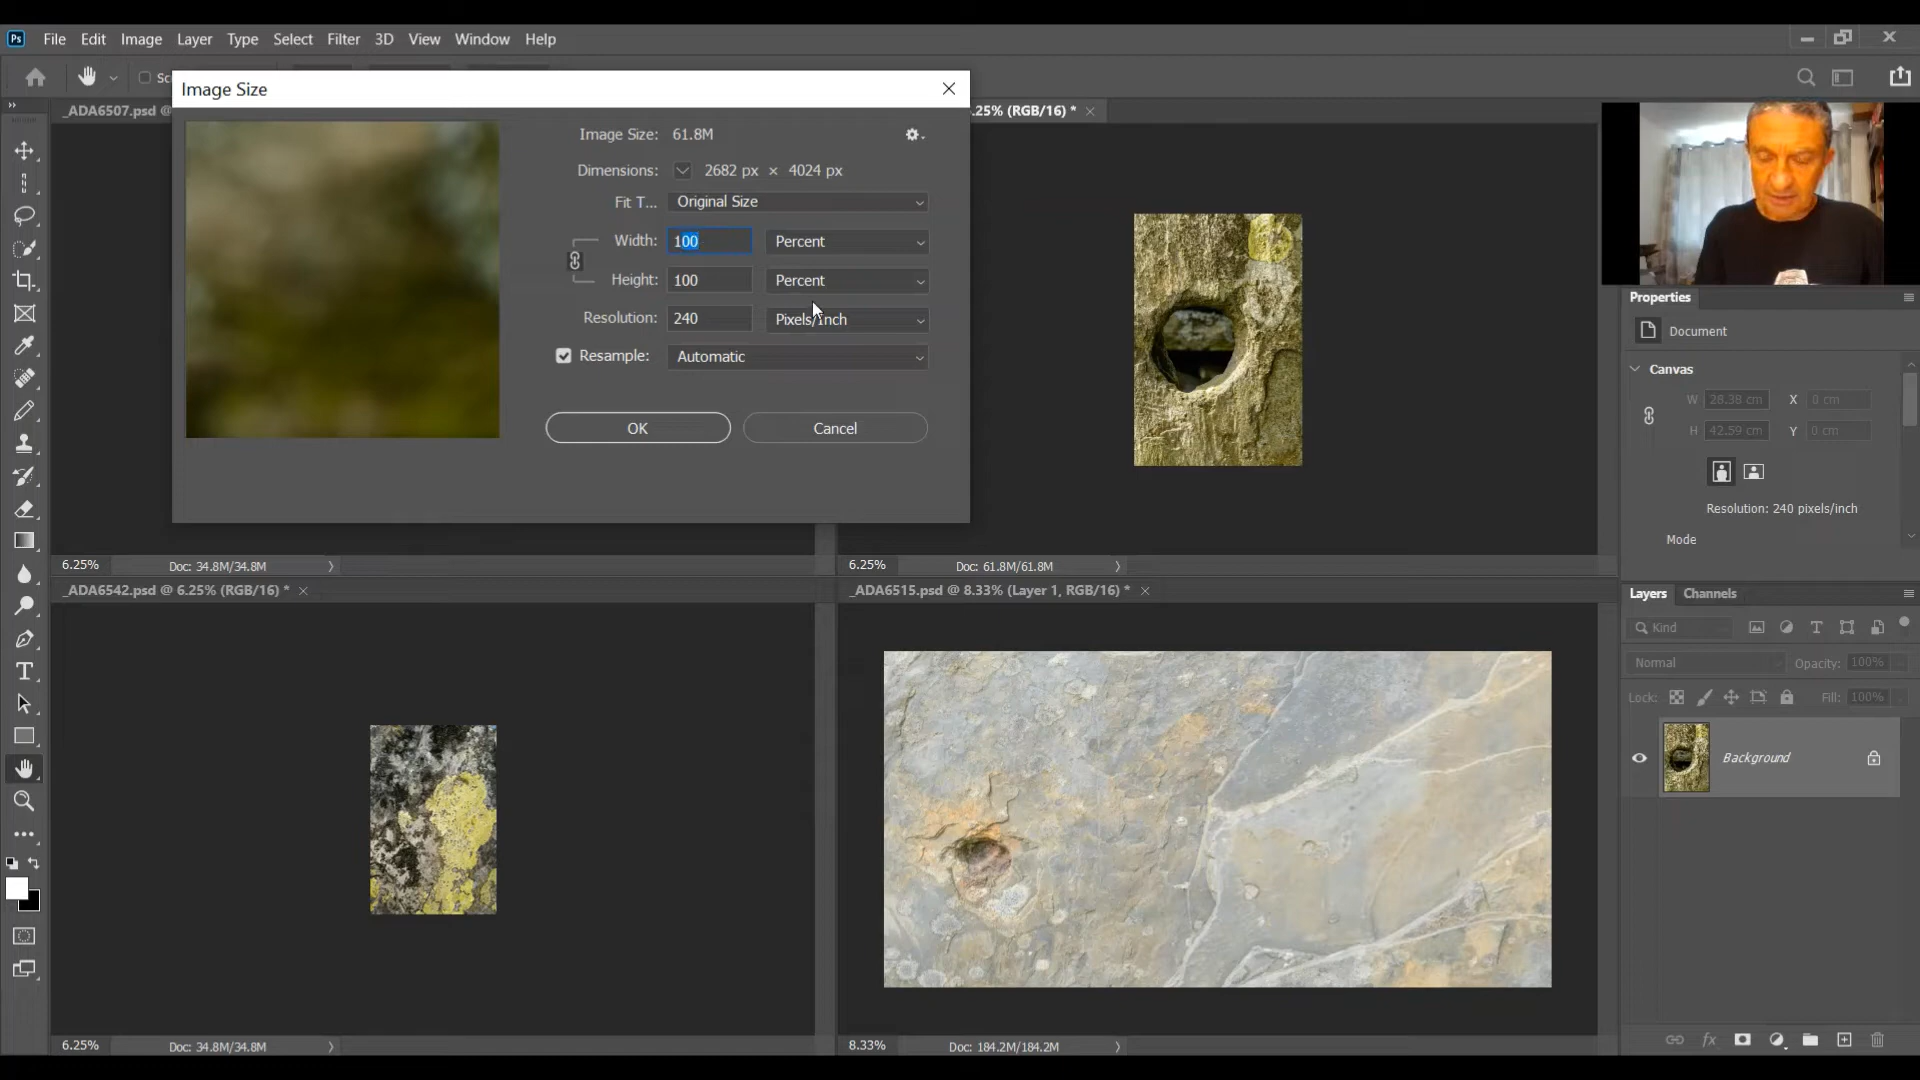 Ps File Edit Image Layer Type Select Filter 3D View Window Help
Sc
Image Size
_ADA6507.psd @
.25% (RGB/16) *
Image Size: 61.8M
Dimensions: 2682 px × 4024 px
Fit T... Original Size
Width: 100 Percent
Height: 100 Percent
Resolution: 240 Pixels/Inch
Resample: Automatic
OK Cancel
6.25% Doc: 34.8M/34.8M
6.25% Doc: 61.8M/61.8M
_ADA6542.psd @ 6.25% (RGB/16) *
_ADA6515.psd @ 8.33% (Layer 1, RGB/16) *
6.25% Doc: 34.8M/34.8M
8.33% Doc: 184.2M/184.2M
Properties
Document
Canvas
W 28.38 cm X 0 cm
H 42.59 cm Y 0 cm
Resolution: 240 pixels/inch
Mode
Layers Channels
Kind
Normal Opacity: 100%
Lock: Fill: 100%
Background
fx